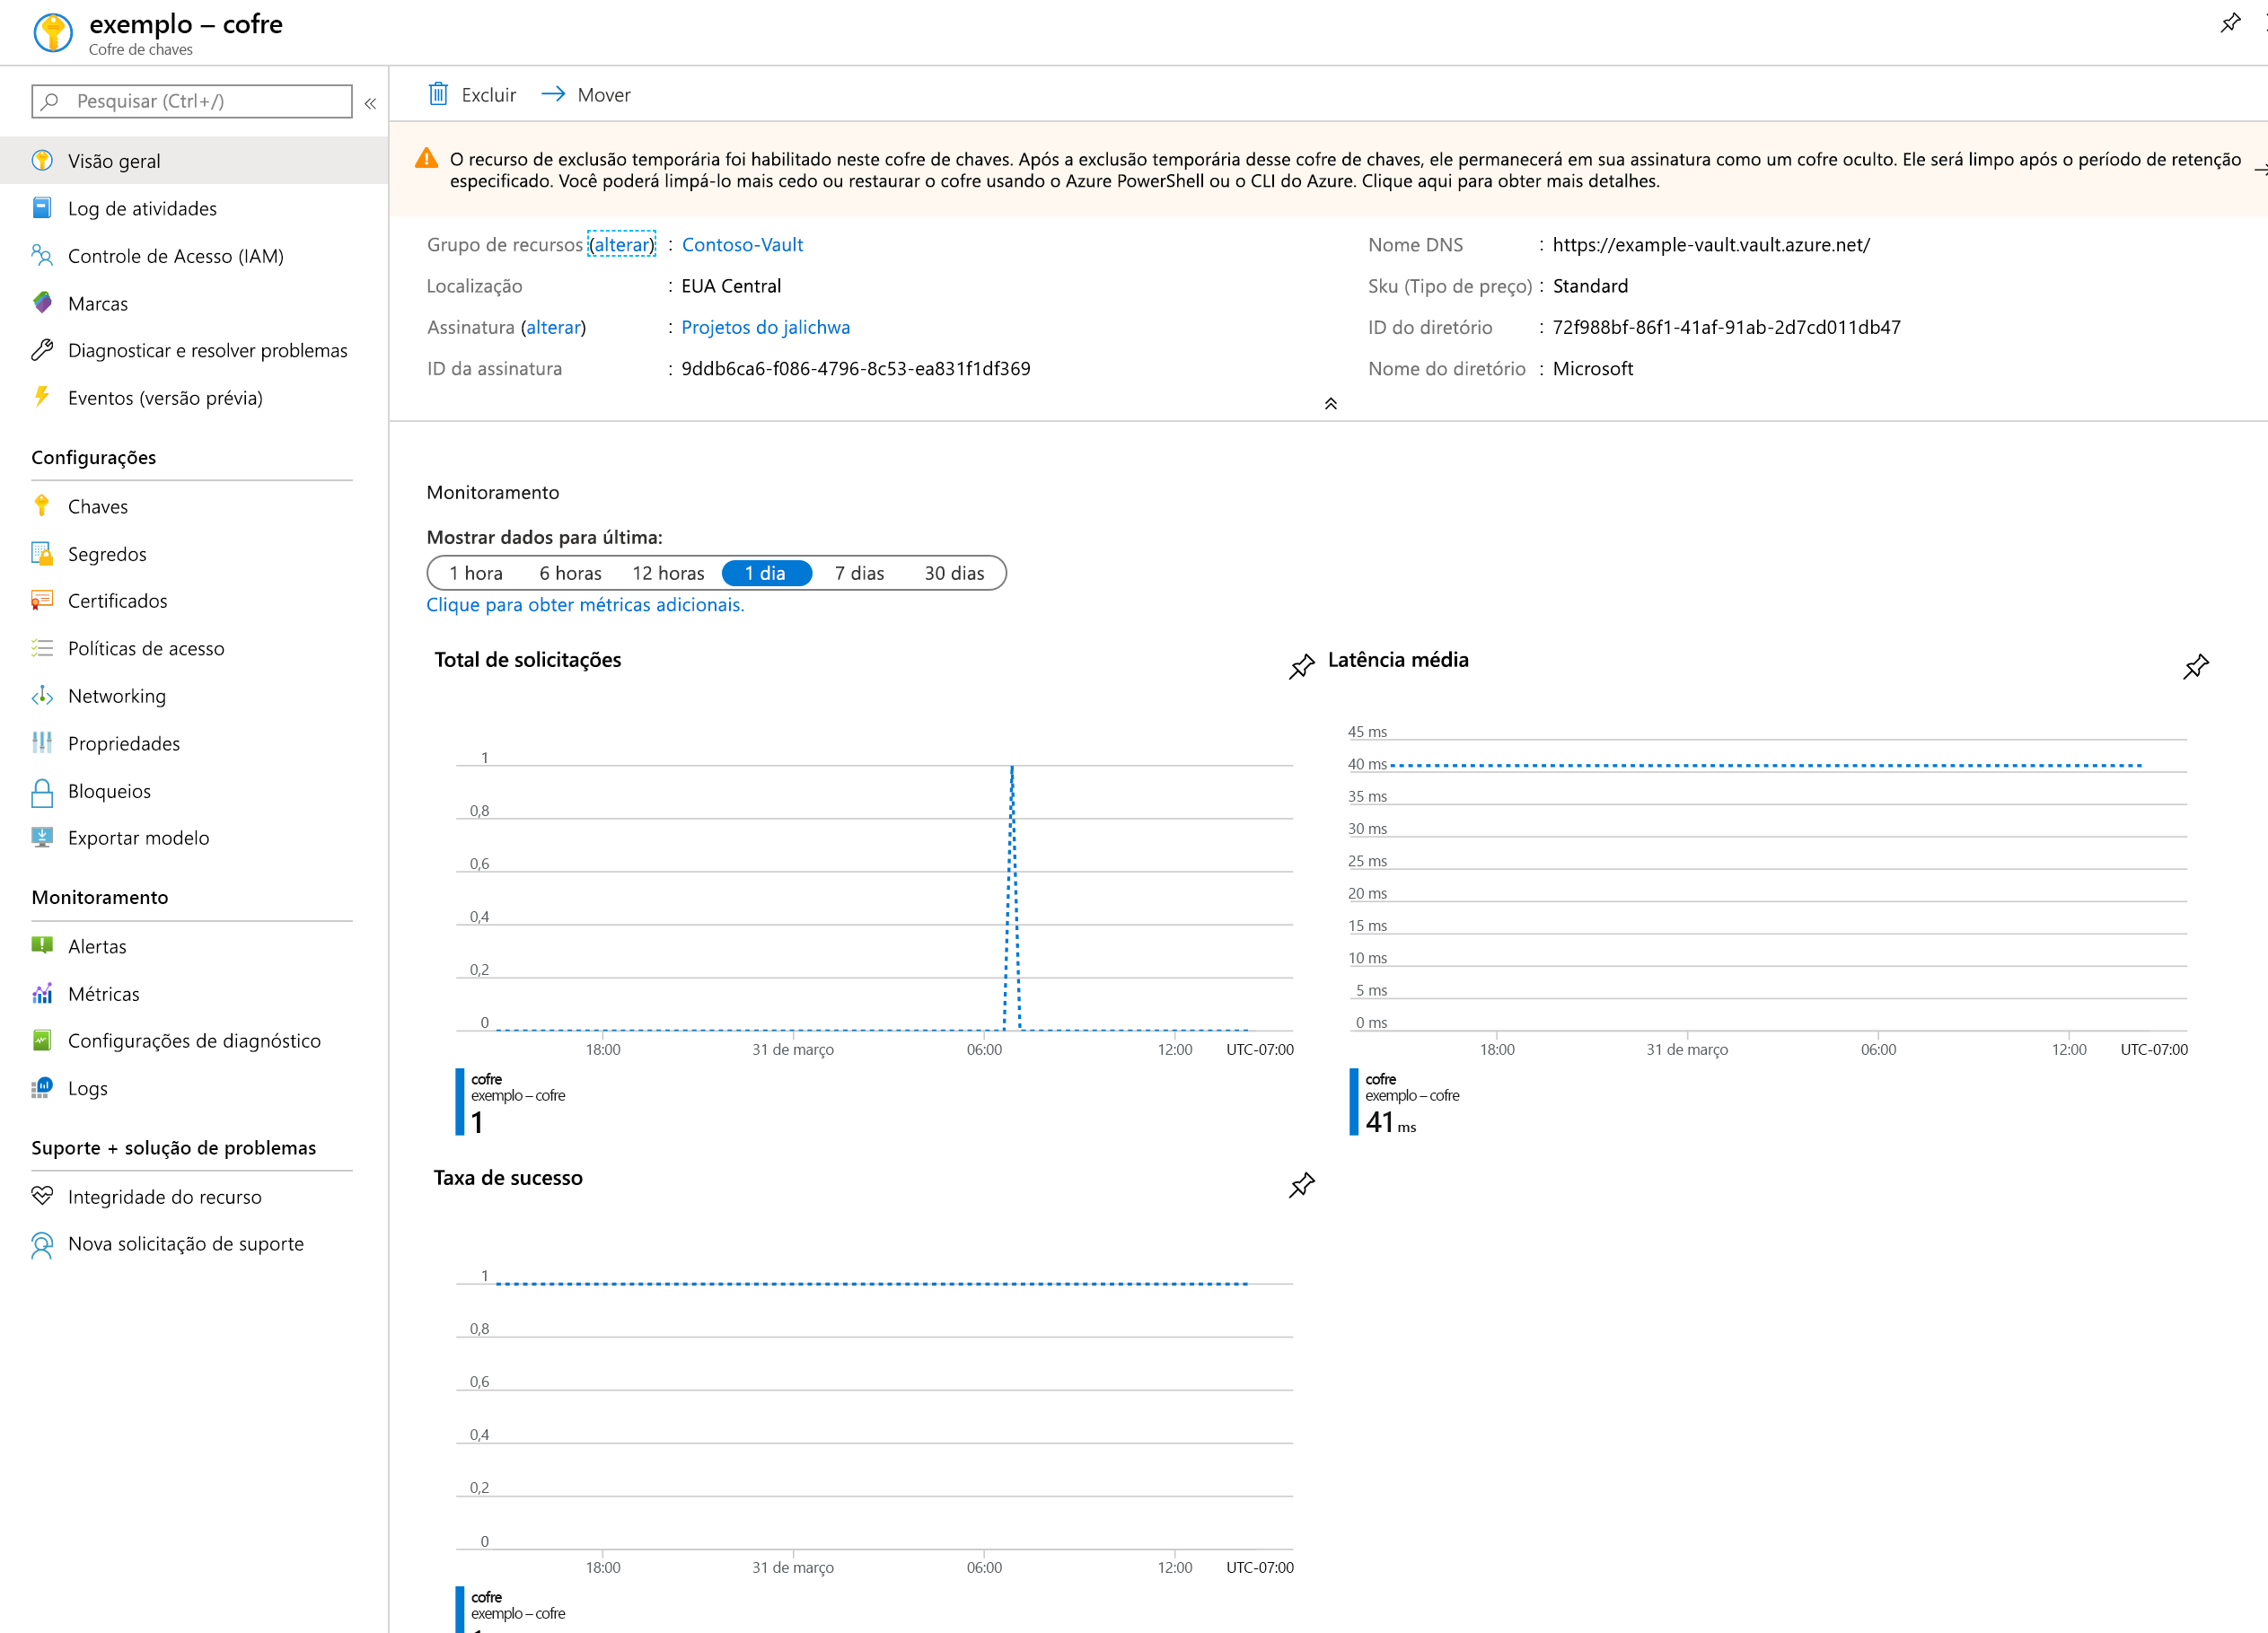 exemplo – cofre
Cofre de chaves
Pesquisar (Ctrl+/)
«
Visão geral
Log de atividades
Controle de Acesso (IAM)
Marcas
Diagnosticar e resolver problemas
Eventos (versão prévia)
Configurações
Chaves
Segredos
Certificados
Políticas de acesso
Networking
Propriedades
Bloqueios
Exportar modelo
Monitoramento
Alertas
Métricas
Configurações de diagnóstico
Logs
Suporte + solução de problemas
Integridade do recurso
Nova solicitação de suporte
Excluir
Mover
O recurso de exclusão temporária foi habilitado neste cofre de chaves. Após a exclusão temporária desse cofre de chaves, ele permanecerá em sua assinatura como um cofre oculto. Ele será limpo após o período de retenção
especificado. Você poderá limpá-lo mais cedo ou restaurar o cofre usando o Azure PowerShell ou o CLI do Azure. Clique aqui para obter mais detalhes.
Grupo de recursos (alterar) : Contoso-Vault
Localização : EUA Central
Assinatura (alterar) : Projetos do jalichwa
ID da assinatura : 9ddb6ca6-f086-4796-8c53-ea831f1df369
Nome DNS : https://example-vault.vault.azure.net/
Sku (Tipo de preço) : Standard
ID do diretório : 72f988bf-86f1-41af-91ab-2d7cd011db47
Nome do diretório : Microsoft
Monitoramento
Mostrar dados para última:
1 hora 6 horas 12 horas 1 dia 7 dias 30 dias
Clique para obter métricas adicionais.
Total de solicitações
1
0,8
0,6
0,4
0,2
0
18:00 31 de março 06:00 12:00 UTC-07:00
cofre
exemplo – cofre
1
Latência média
45 ms
40 ms
35 ms
30 ms
25 ms
20 ms
15 ms
10 ms
5 ms
0 ms
18:00 31 de março 06:00 12:00 UTC-07:00
cofre
exemplo – cofre
41 ms
Taxa de sucesso
1
0,8
0,6
0,4
0,2
0
18:00 31 de março 06:00 12:00 UTC-07:00
cofre
exemplo – cofre